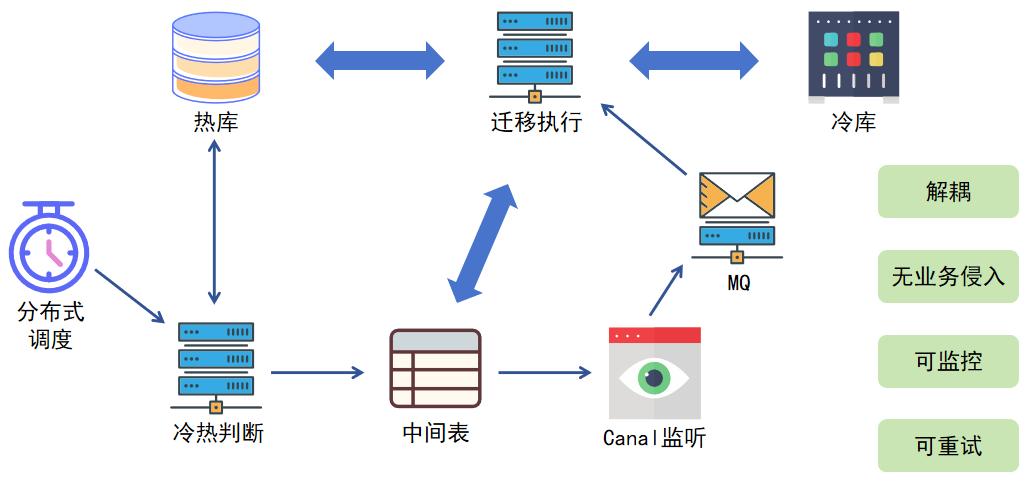 热库
迁移执行
冷库
解耦
无业务侵入
可监控
可重试
MQ
分布式
调度
冷热判断
中间表
Canal监听